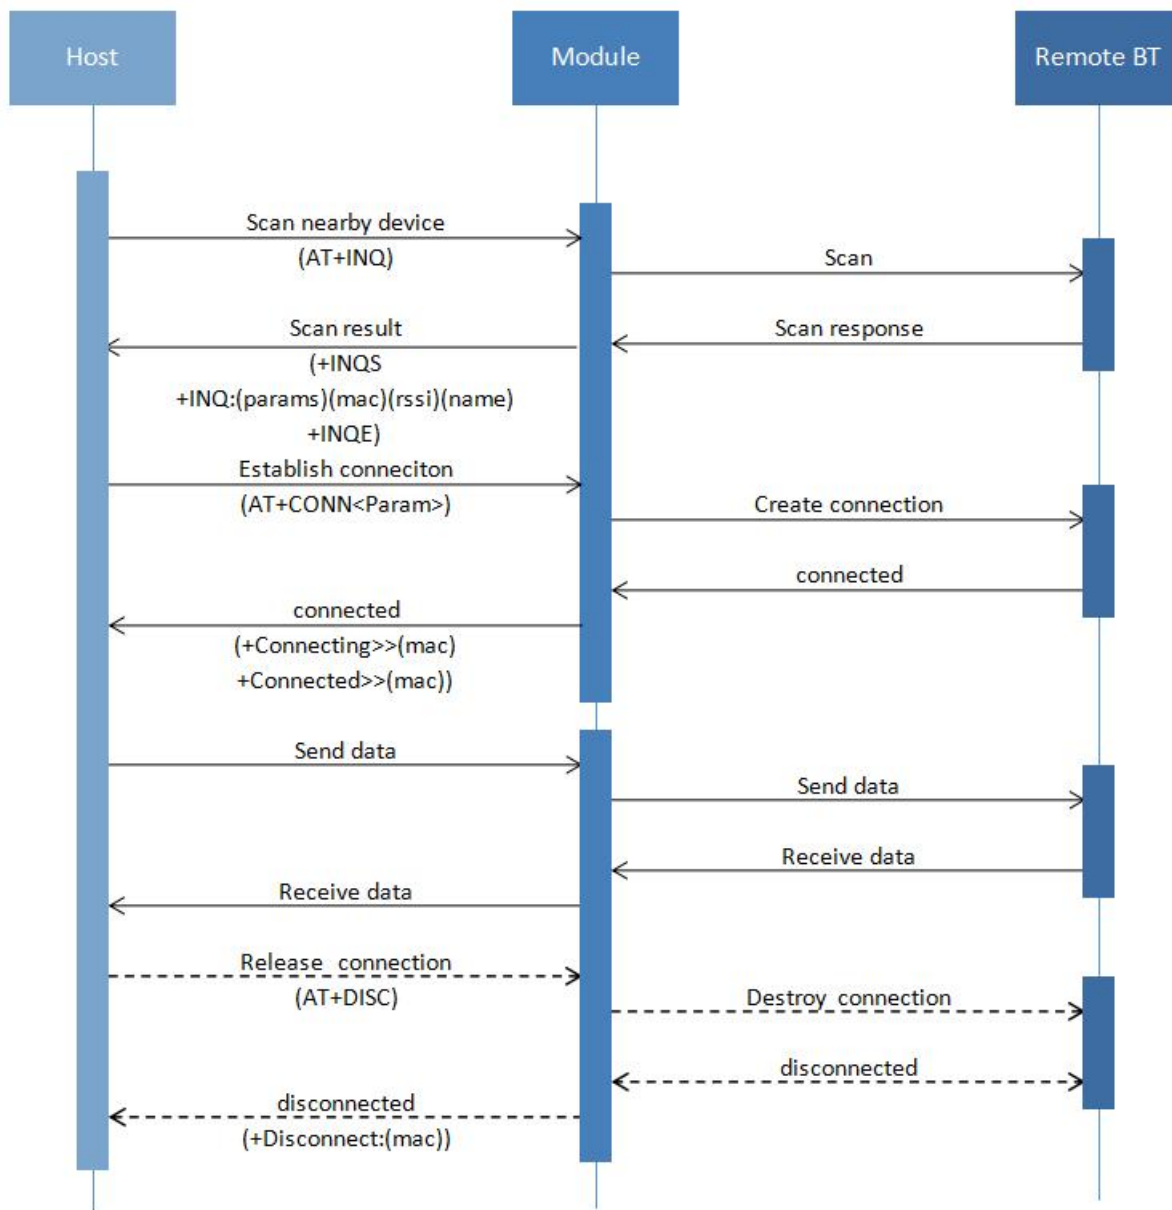 Host
Module
Remote BT
Scan nearby device
(AT+INQ)
Scan
Scan result
Scan response
(+INQS
+INQ:(params)(mac)(rssi)(name)
+INQE)
Establish conneciton
(AT+CONN<Param>)
Create connection
connected
connected
(+Connecting>>(mac)
+Connected>>(mac))
Send data
Send data
Receive data
Receive data
Release connection
(AT+DISC)
Destroy connection
disconnected
disconnected
(+Disconnect:(mac))